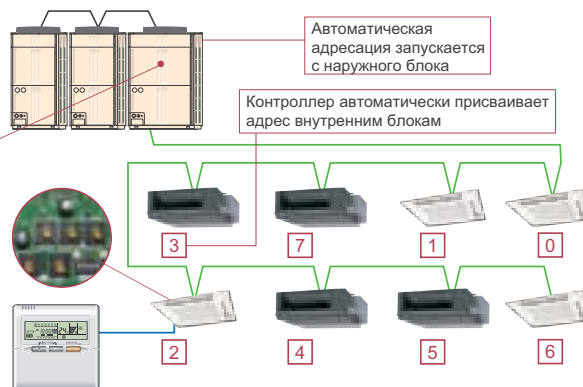 Автоматическая
адресация запускается
с наружного блока
Контроллер автоматически присваивает
адрес внутренним блокам
3 7 1 0
2 4 5 6